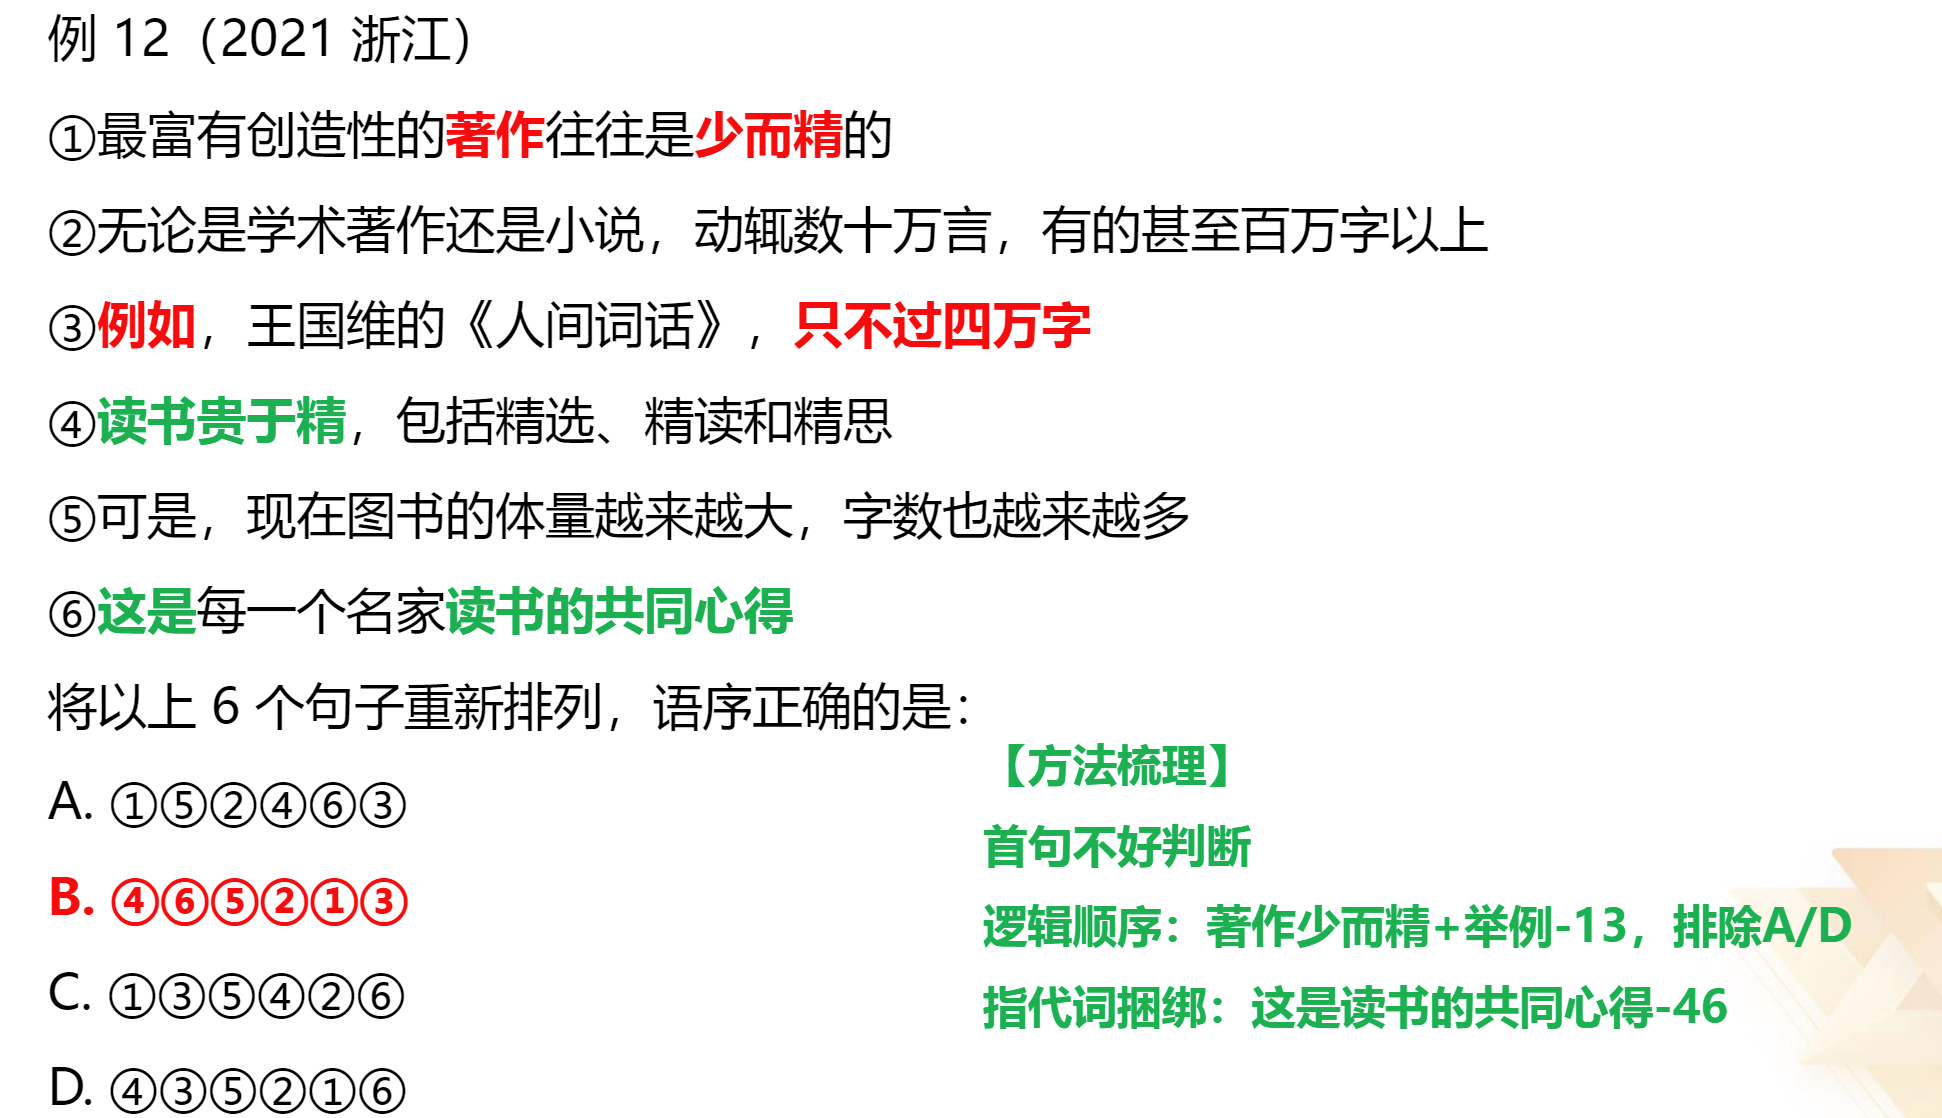 例 12（2021 浙江）
①最富有创造性的著作往往是少而精的
②无论是学术著作还是小说，动辄数十万言，有的甚至百万字以上
③例如，王国维的《人间词话》，只不过四万字
④读书贵于精，包括精选、精读和精思
⑤可是，现在图书的体量越来越大，字数也越来越多
⑥这是每一个名家读书的共同心得
将以上 6 个句子重新排列，语序正确的是：
A. ①⑤②④⑥③
B. ④⑥⑤②①③
C. ①③⑤④②⑥
D. ④③⑤②①⑥
【方法梳理】
首句不好判断
逻辑顺序：著作少而精+举例-13，排除A/D
指代词捆绑：这是读书的共同心得-46